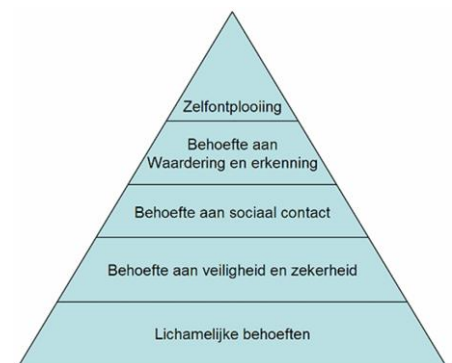 Zelfontplooiing
Behoefte aan
Waardering en erkenning
Behoefte aan sociaal contact
Behoefte aan veiligheid en zekerheid
Lichamelijke behoeften